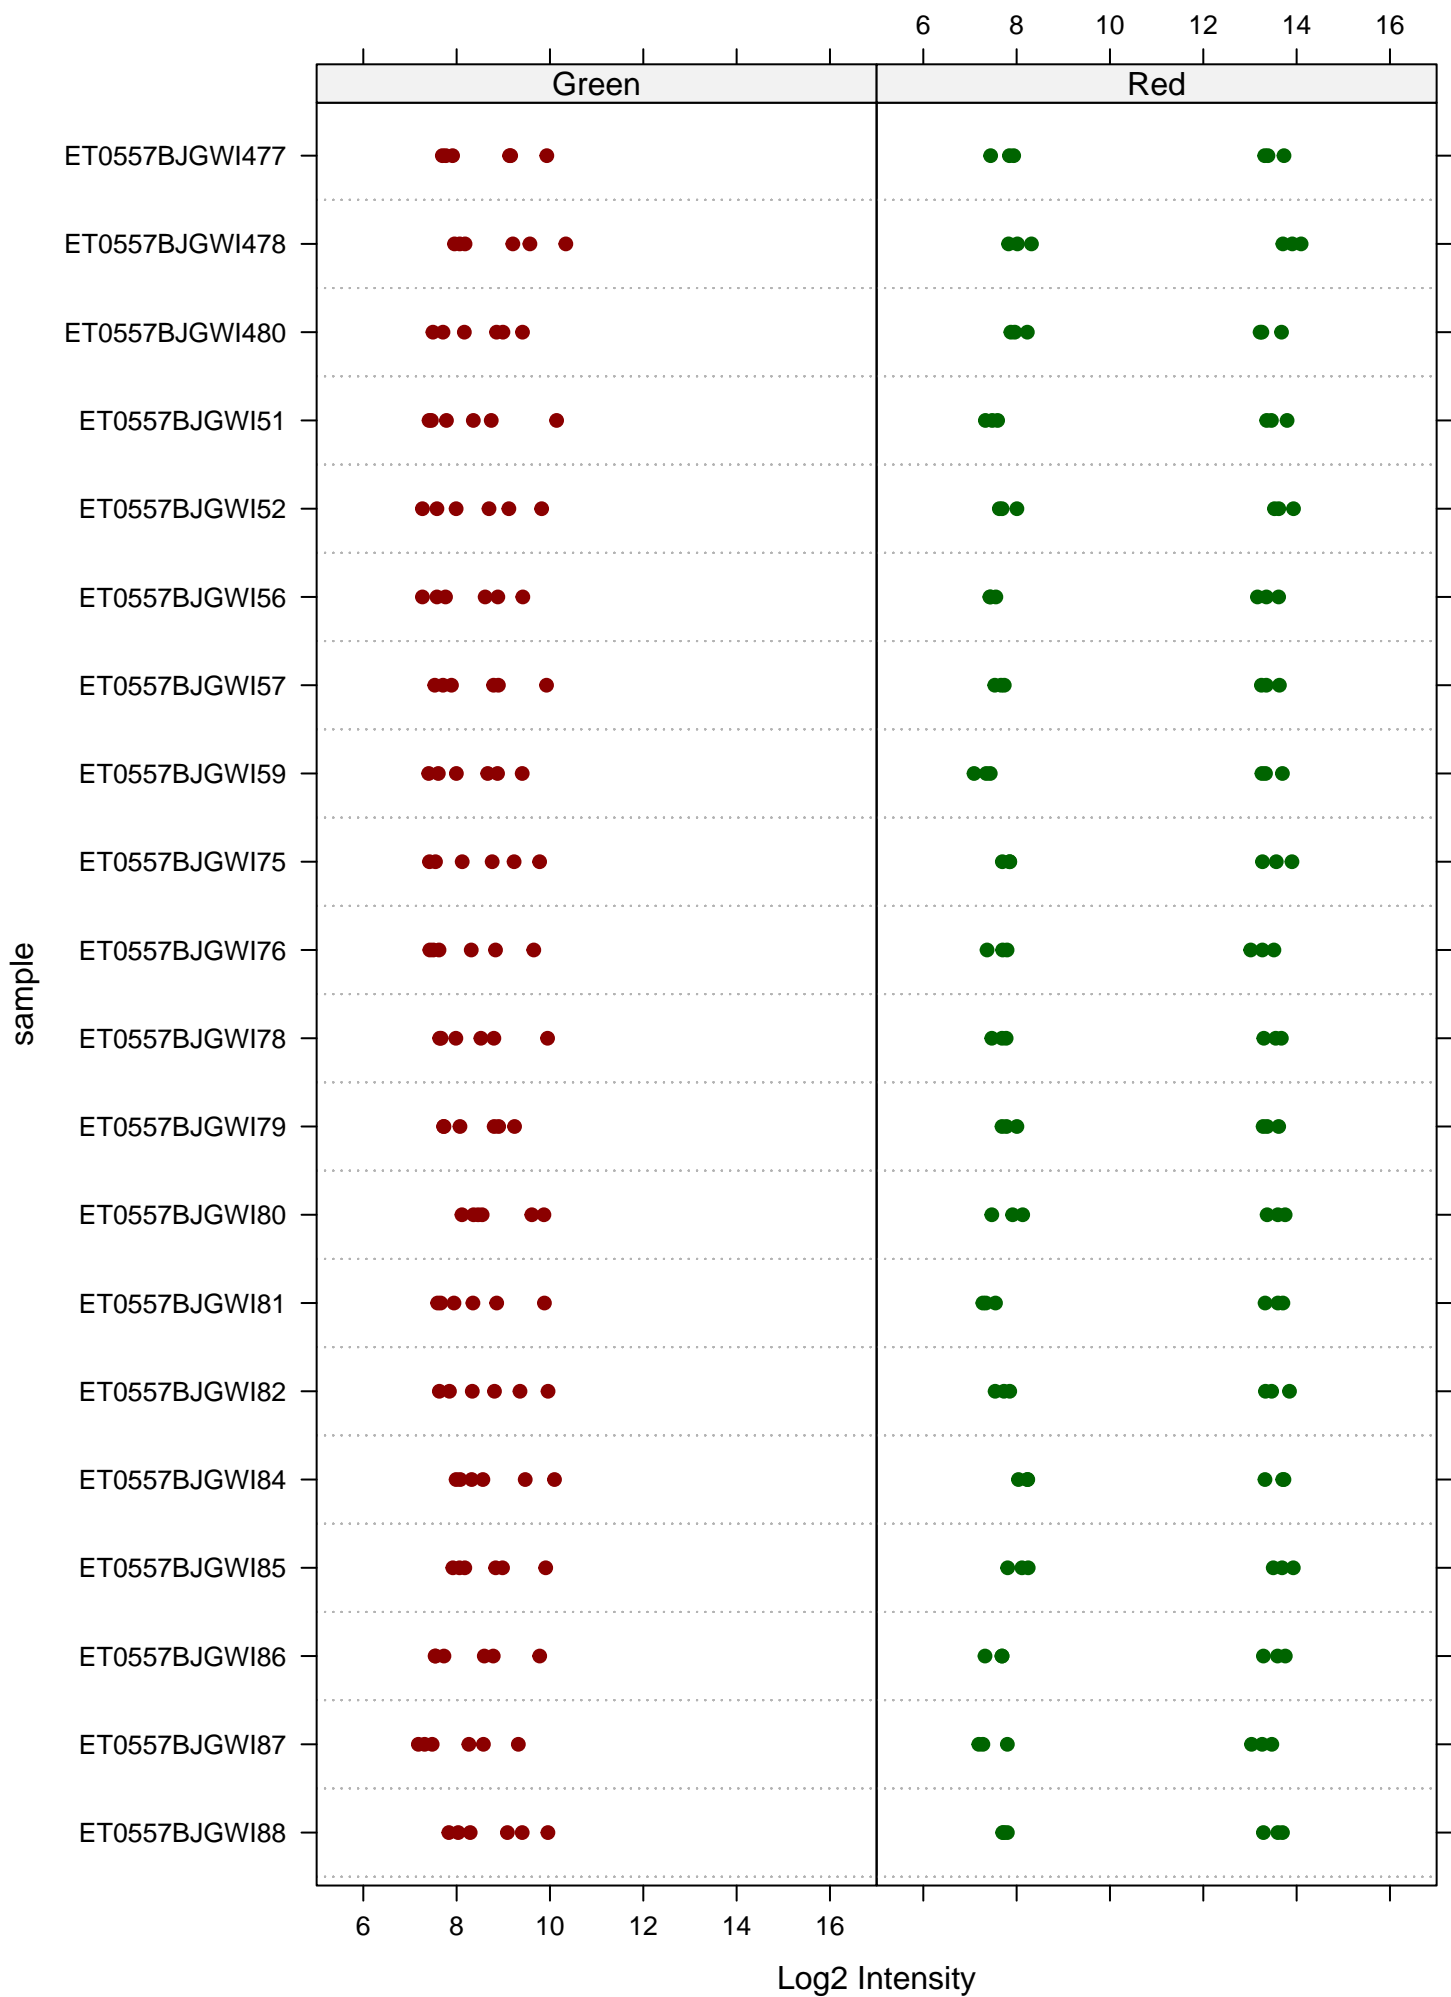 6 8 10 12 14 16
Green Red
ET0557BJGWI477
ET0557BJGWI478
ET0557BJGWI480
ET0557BJGWI51
ET0557BJGWI52
ET0557BJGWI56
ET0557BJGWI57
ET0557BJGWI59
ET0557BJGWI75
ET0557BJGWI76
ET0557BJGWI78
ET0557BJGWI79
ET0557BJGWI80
ET0557BJGWI81
ET0557BJGWI82
ET0557BJGWI84
ET0557BJGWI85
ET0557BJGWI86
ET0557BJGWI87
ET0557BJGWI88
sample
6 8 10 12 14 16
Log2 Intensity